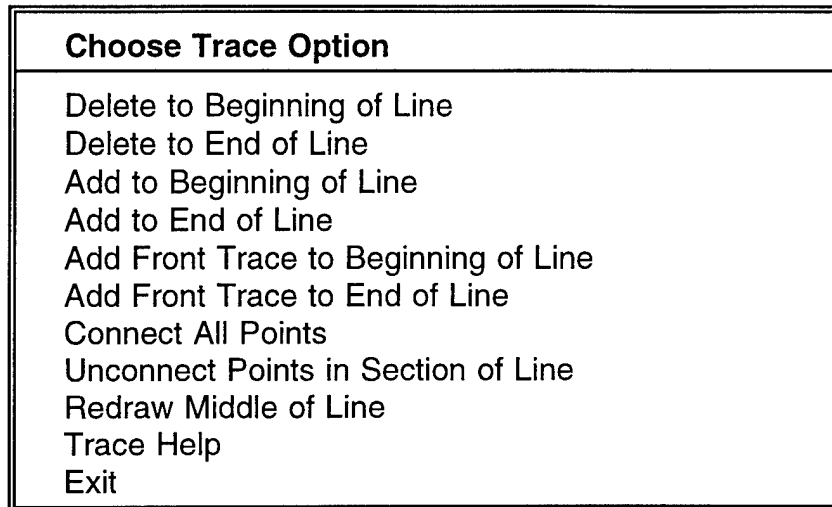 Choose Trace Option
Delete to Beginning of Line
Delete to End of Line
Add to Beginning of Line
Add to End of Line
Add Front Trace to Beginning of Line
Add Front Trace to End of Line
Connect All Points
Unconnect Points in Section of Line
Redraw Middle of Line
Trace Help
Exit